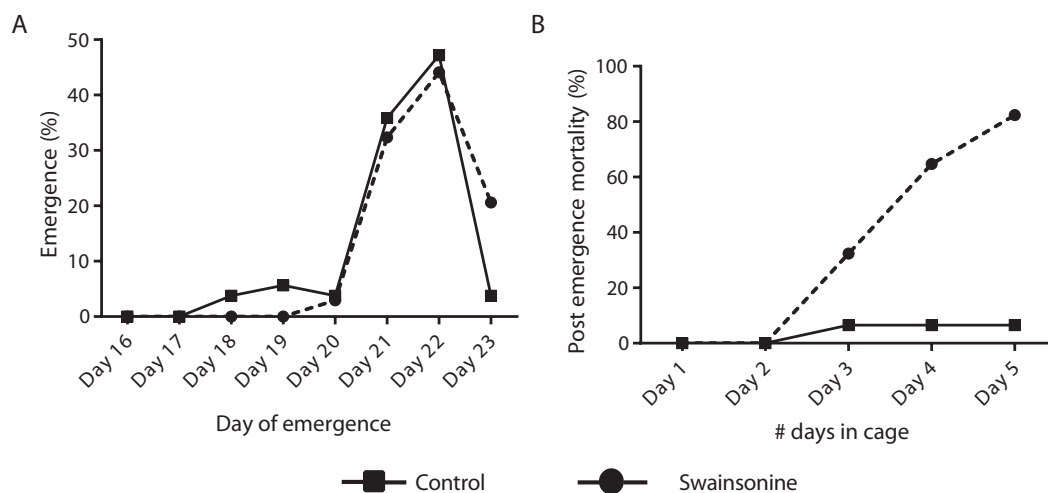 A
Emergence (%)
50
40
30
20
10
0
Day 16
Day 17
Day 18
Day 19
Day 20
Day 21
Day 22
Day 23
Day of emergence
B
Post emergence mortality (%)
100
80
60
40
20
0
Day 1
Day 2
Day 3
Day 4
Day 5
# days in cage
Control
Swainsonine